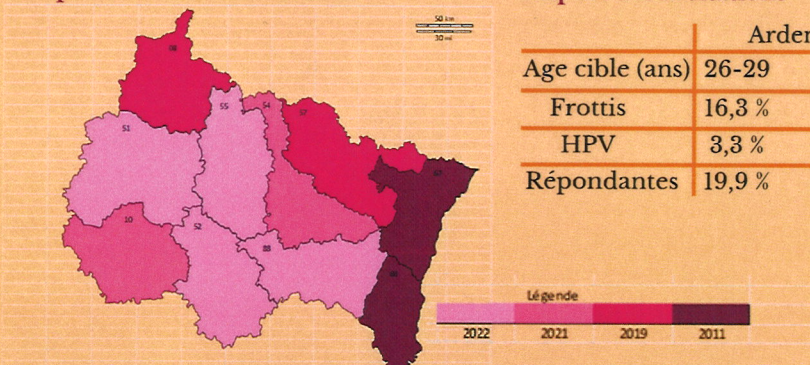 50 km
30 mi
Arder
Age cible (ans) 26-29
Frottis 16,3 %
HPV 3,3 %
Répondantes 19,9 %
08
55
54
57
51
67
10
52
88
68
Légende
2022 2021 2019 2011